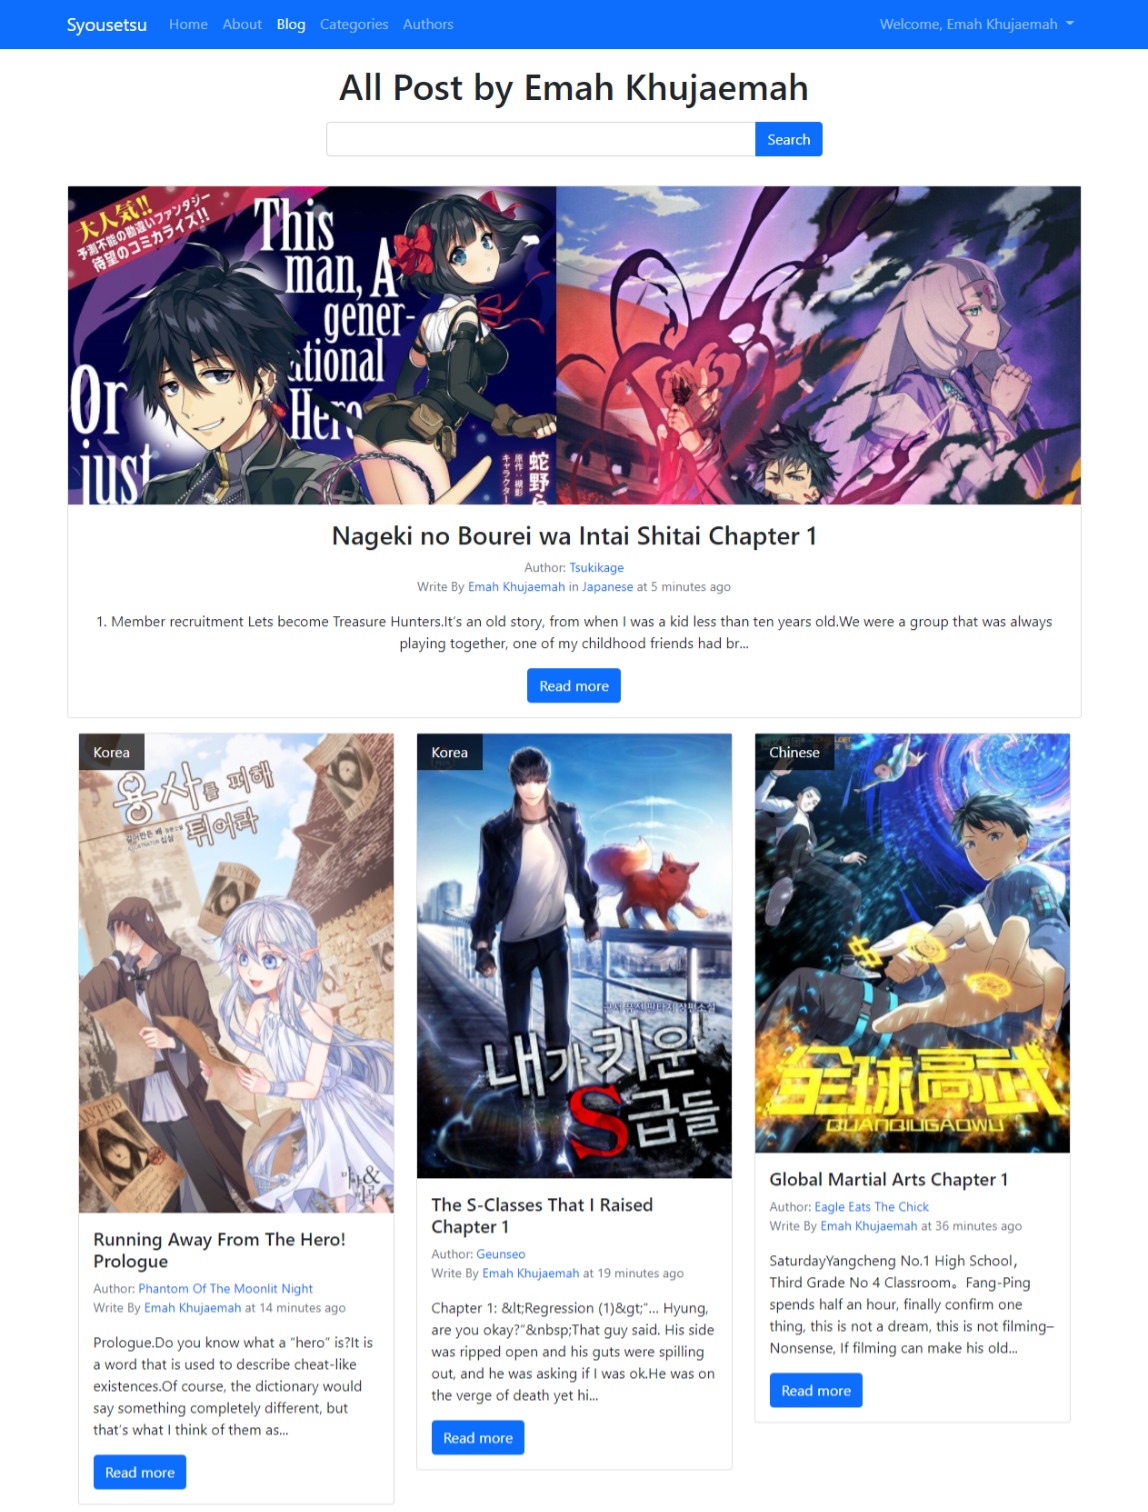 Syousetsu Home About Blog Categories Authors Welcome, Emah Khujaemah
All Post by Emah Khujaemah
Search
大人気!!
予測不能の勘違いファンタジー
待望のコミカライズ!!
This
man, A
gener-
ational
Hero
Or
just
蛇野ら
原作:槻影
キャラクター
Nageki no Bourei wa Intai Shitai Chapter 1
Author: Tsukikage
Write By Emah Khujaemah in Japanese at 5 minutes ago
1. Member recruitment Lets become Treasure Hunters.It's an old story, from when I was a kid less than ten years old.We were a group that was always
playing together, one of my childhood friends had br...
Read more
Korea
용사를 피해
튀어라
WANTED
WANTED
WANTED
Running Away From The Hero!
Prologue
Author: Phantom Of The Moonlit Night
Write By Emah Khujaemah at 14 minutes ago
Prologue.Do you know what a “hero” is?It is
a word that is used to describe cheat-like
existences.Of course, the dictionary would
say something completely different, but
that's what I think of them as...
Read more
Korea
근서 퓨전 판타지 장편소설
내가 키운
S급들
The S-Classes That I Raised
Chapter 1
Author: Geunseo
Write By Emah Khujaemah at 19 minutes ago
Chapter 1: &lt;Regression (1)&gt;“... Hyung,
are you okay?”&nbsp;That guy said. His side
was ripped open and his guts were spilling
out, and he was asking if I was ok.He was on
the verge of death yet hi...
Read more
Chinese
全球高武
QUANQIUGAOWU
Global Martial Arts Chapter 1
Author: Eagle Eats The Chick
Write By Emah Khujaemah at 36 minutes ago
SaturdayYangcheng No.1 High School，
Third Grade No 4 Classroom。Fang-Ping
spends half an hour, finally confirm one
thing, this is not a dream, this is not filming–
Nonsense, If filming can make his old...
Read more